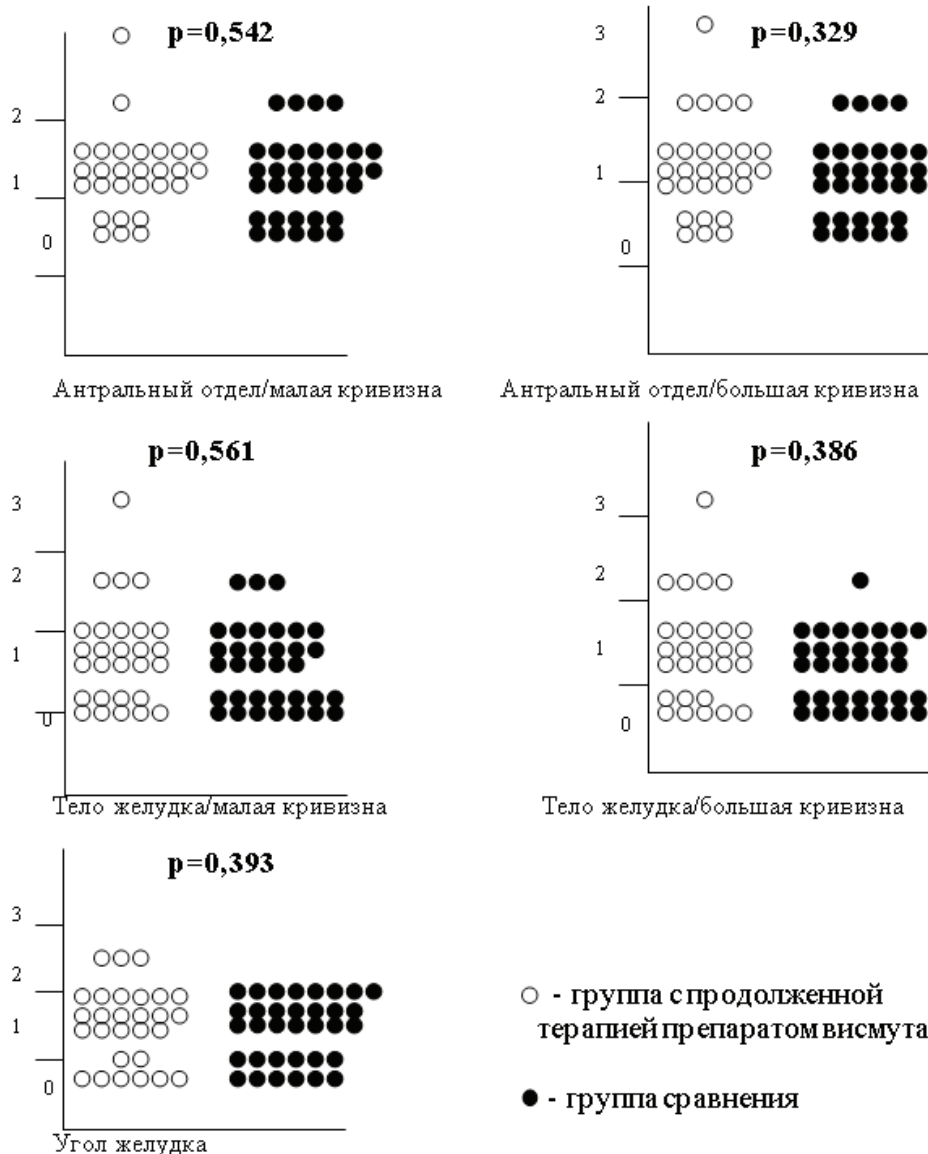 p=0,542
2
1
0
Антральный отдел/малая кривизна
p=0,329
3
2
1
0
Антральный отдел/большая кривизна
p=0,561
3
2
1
0
Тело желудка/малая кривизна
p=0,386
3
2
1
0
Тело желудка/большая кривизна
p=0,393
3
2
1
0
Угол желудка
- группа с продолженной
терапией препаратом висмута
- группа сравнения